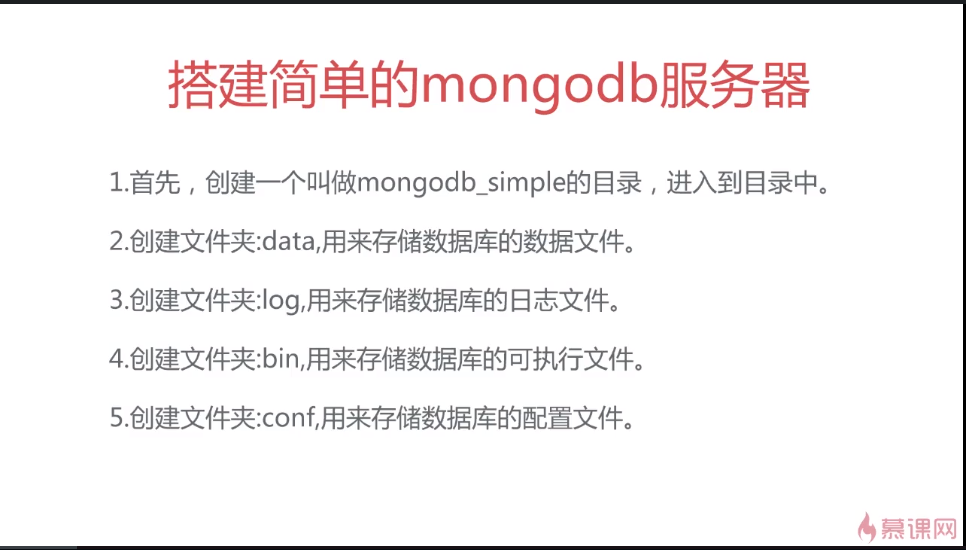 搭建简单的mongodb服务器
1.首先，创建一个叫做mongodb_simple的目录，进入到目录中。
2.创建文件夹:data,用来存储数据库的数据文件。
3.创建文件夹:log,用来存储数据库的日志文件。
4.创建文件夹:bin,用来存储数据库的可执行文件。
5.创建文件夹:conf,用来存储数据库的配置文件。
慕课网